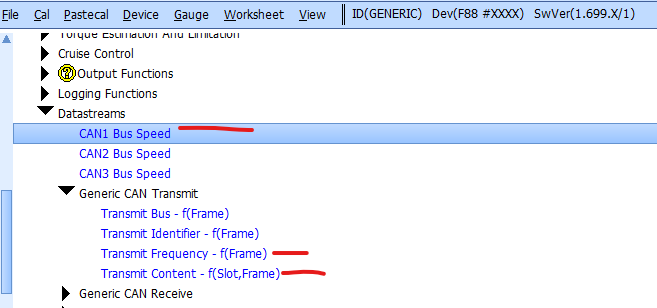 File Cal Pastecal Device Gauge Worksheet View ID(GENERIC) Dev(F88 #XXXX) SwVer(1.699.X/1)
Torque Estimation And Limitation
Cruise Control
Output Functions
Logging Functions
Datastreams
CAN1 Bus Speed
CAN2 Bus Speed
CAN3 Bus Speed
Generic CAN Transmit
Transmit Bus - f(Frame)
Transmit Identifier - f(Frame)
Transmit Frequency - f(Frame)
Transmit Content - f(Slot,Frame)
Generic CAN Receive